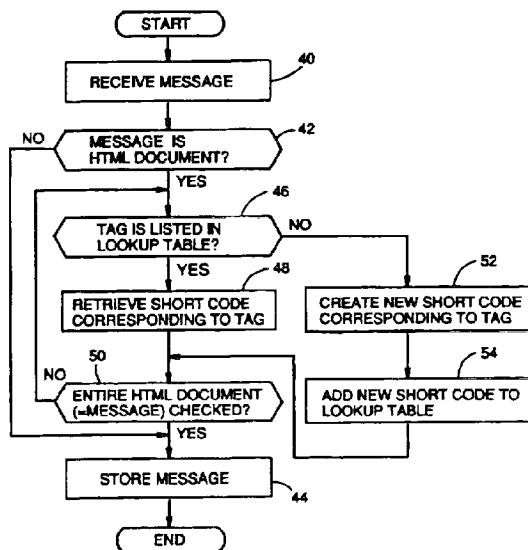 START
40
RECEIVE MESSAGE
42
NO
MESSAGE IS
HTML DOCUMENT?
YES
46
TAG IS LISTED IN
LOOKUP TABLE?
NO
YES
48
52
RETRIEVE SHORT CODE
CORRESPONDING TO TAG
CREATE NEW SHORT CODE
CORRESPONDING TO TAG
NO
50
54
ENTIRE HTML DOCUMENT
(=MESSAGE) CHECKED?
ADD NEW SHORT CODE TO
LOOKUP TABLE
YES
STORE MESSAGE
44
END